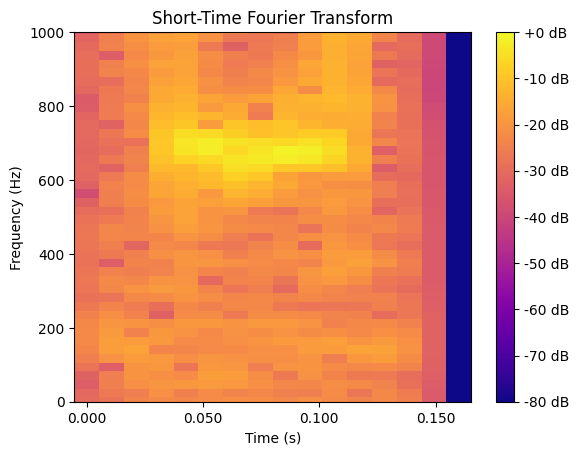 Short-Time Fourier Transform
1000
800
600
400
200
0
Frequency (Hz)
0.000
0.050
0.100
0.150
Time (s)
+0 dB
-10 dB
-20 dB
-30 dB
-40 dB
-50 dB
-60 dB
-70 dB
-80 dB